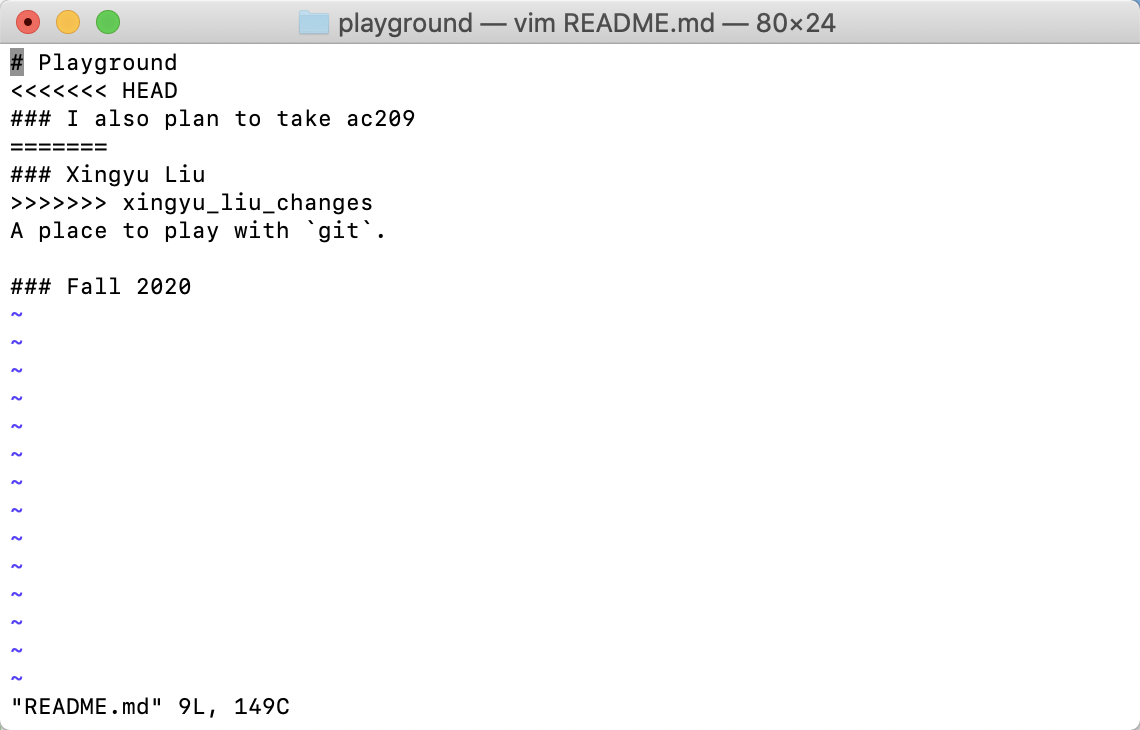 playground — vim README.md — 80×24
# Playground
<<<<<<< HEAD
### I also plan to take ac209
=======
### Xingyu Liu
>>>>>>> xingyu_liu_changes
A place to play with `git`.
### Fall 2020
~
~
~
~
~
~
~
~
~
~
~
~
~
~
"README.md" 9L, 149C